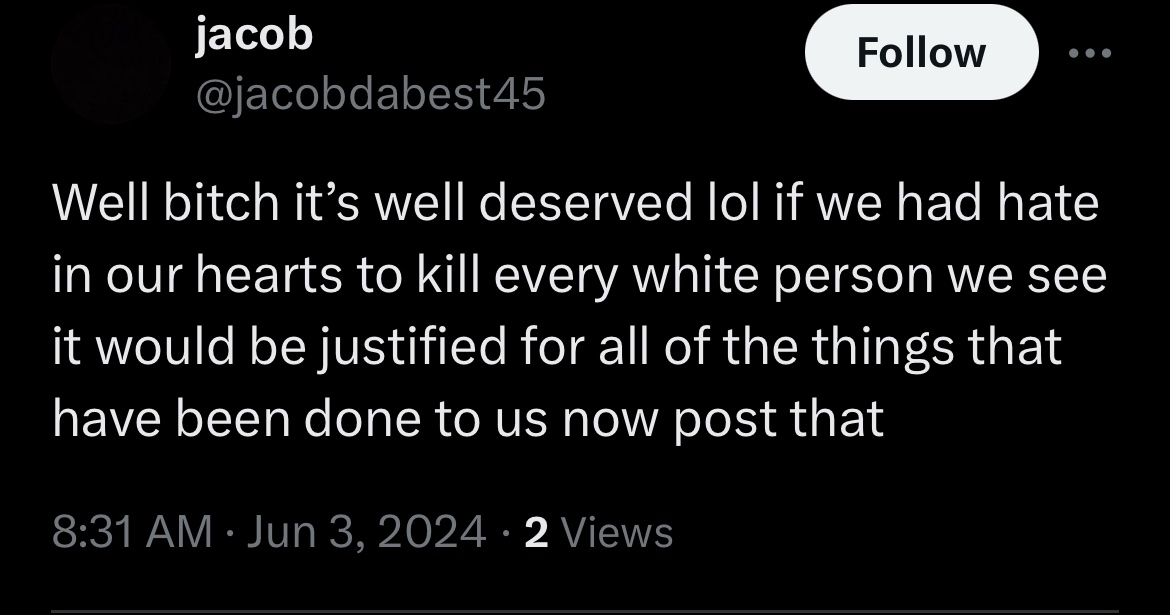 jacob
Follow
@jacobdabest45
Well bitch it’s well deserved lol if we had hate
in our hearts to kill every white person we see
it would be justified for all of the things that
have been done to us now post that
8:31 AM · Jun 3, 2024 · 2 Views